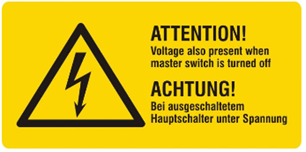 ATTENTION!
Voltage also present when
master switch is turned off
ACHTUNG!
Bei ausgeschaltetem
Hauptschalter unter Spannung